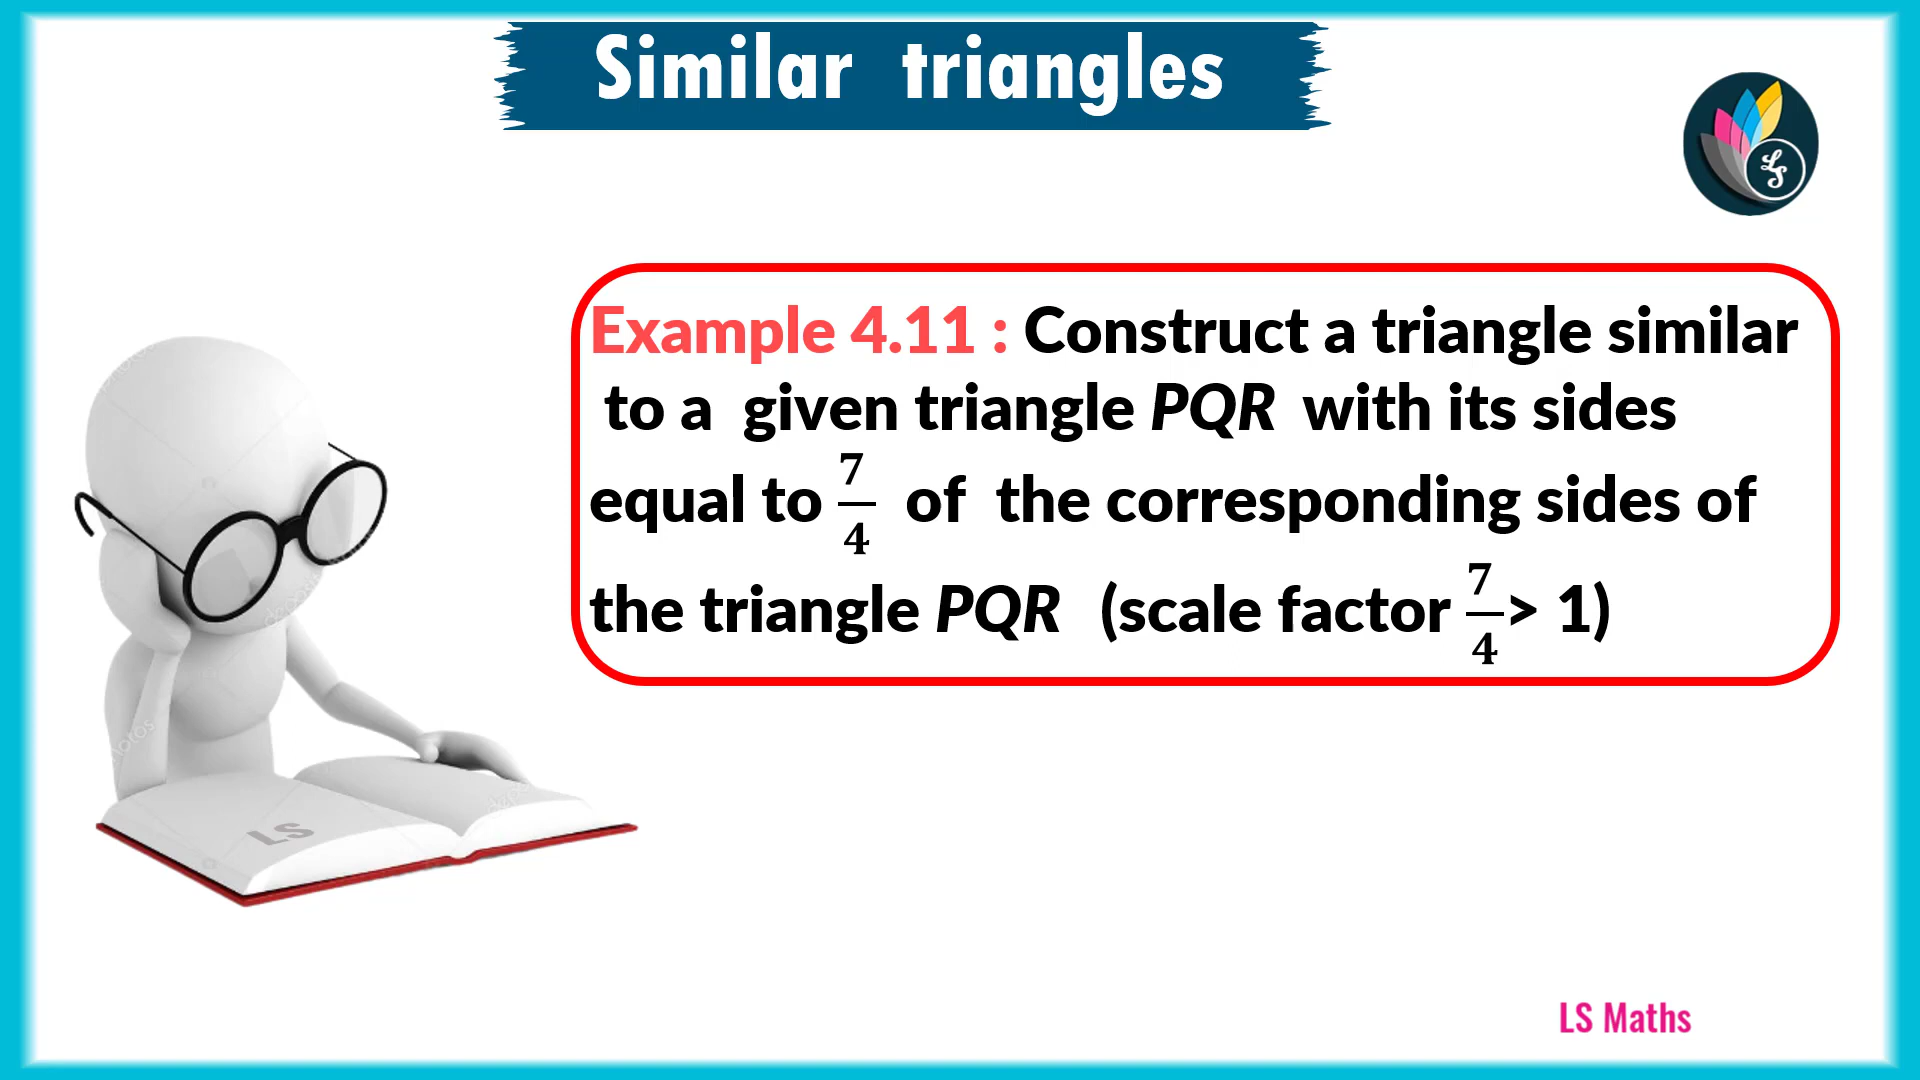 Similar triangles
LS
Example 4.11 : Construct a triangle similar
to a given triangle PQR with its sides
equal to 7/4 of the corresponding sides of
the triangle PQR (scale factor 7/4 > 1)
LS
LS Maths